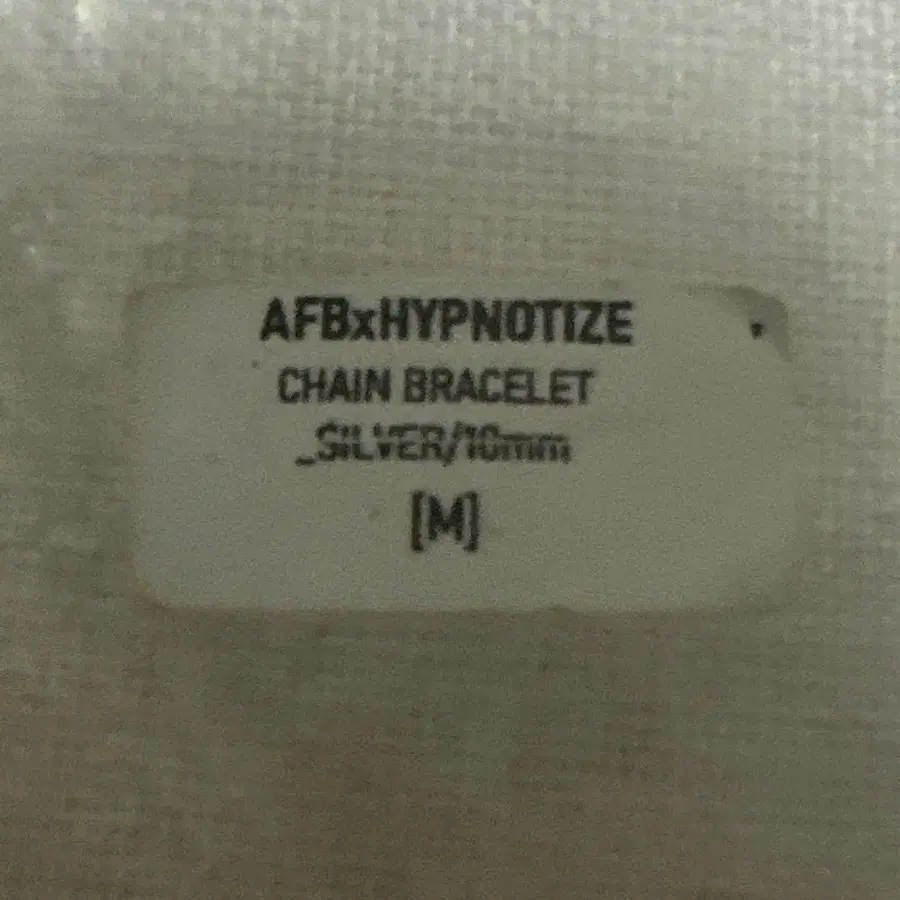 AFBxHYPNOTIZE
CHAIN BRACELET
_SILVER/10mm
[M]